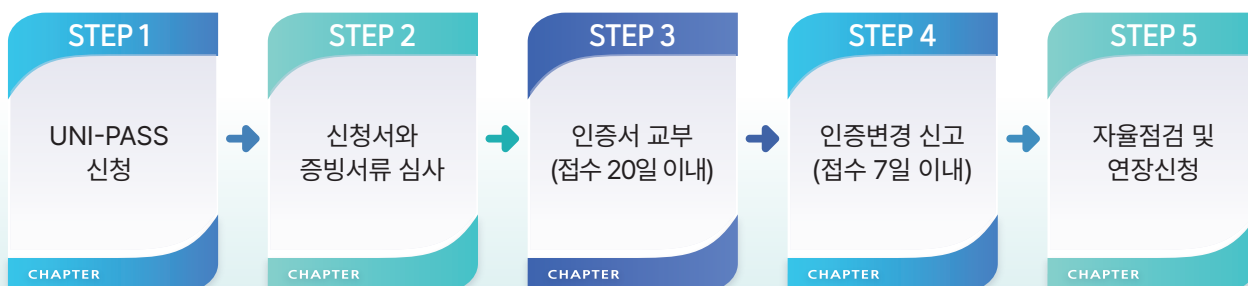 STEP 1
UNI-PASS
신청
CHAPTER
STEP 2
신청서와
증빙서류 심사
CHAPTER
STEP 3
인증서 교부
(접수 20일 이내)
CHAPTER
STEP 4
인증변경 신고
(접수 7일 이내)
CHAPTER
STEP 5
자율점검 및
연장신청
CHAPTER